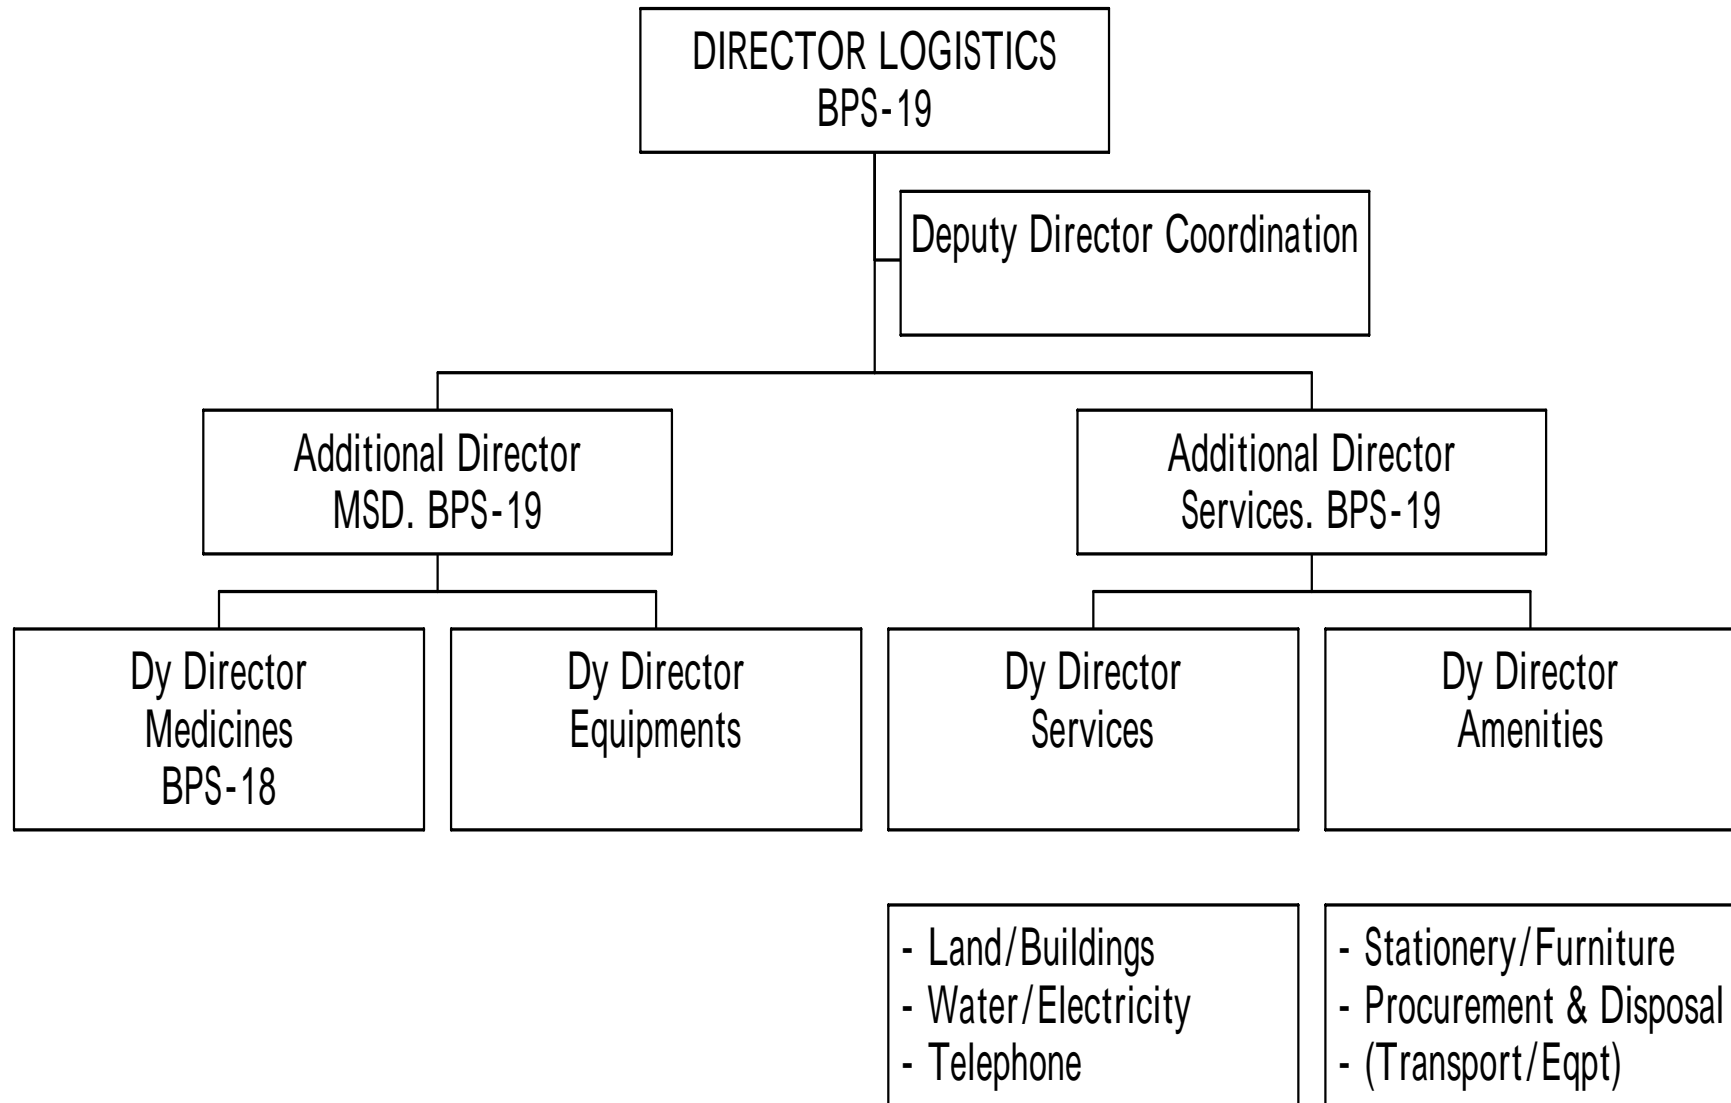 DIRECTOR LOGISTICS
BPS-19
Deputy Director Coordination
Additional Director
MSD. BPS-19
Additional Director
Services. BPS-19
Dy Director
Medicines
BPS-18
Dy Director
Equipments
Dy Director
Services
Dy Director
Amenities
- Land/Buildings
- Water/Electricity
- Telephone
- Stationery/Furniture
- Procurement & Disposal
- (Transport/Eqpt)